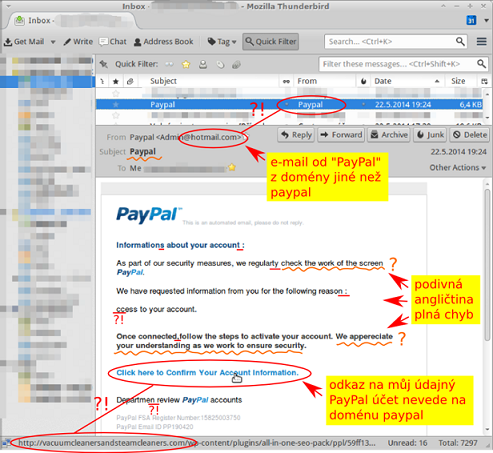 Inbox - - Mozilla Thunderbird
Inbox -
31
Get Mail Write Chat Address Book Tag Quick Filter Search... <Ctrl+K>
Quick Filter: Filter these messages... <Ctrl+Shift+K>
Subject From Date Size
Paypal Paypal 22.5.2014 19:24 6,4 KB
?!
From Paypal <Admin@hotmail.com> Reply Forward Archive Junk Delete
Subject Paypal 22.5.2014 19:24
To Me Other Actions
e-mail od "PayPal"
z domény jiné než
paypal
PayPal™
This is an automated email, please do not reply.
Informations about your account :
As part of our security measures, we regularty check the work of the screen ?
PayPal.
We have requested information from you for the following reason :
ccess to your account.
?!
podivná
angličtina
plná chyb
Once connected,follow the steps to activate your account. We appereciate ?
your understanding as we work to ensure security.
Click here to Confirm Your Account Information
?!
odkaz na můj údajný
PayPal účet nevede na
doménu paypal
Departmen review PayPal accounts
?!
PayPal FSA Register Number:15825003750
PayPal Email ID PP190420
http://vacuumcleanersandsteamcleaners.com/wp-content/plugins/all-in-one-seo-pack/ppl/59ff13... Unread: 16 Total: 7297